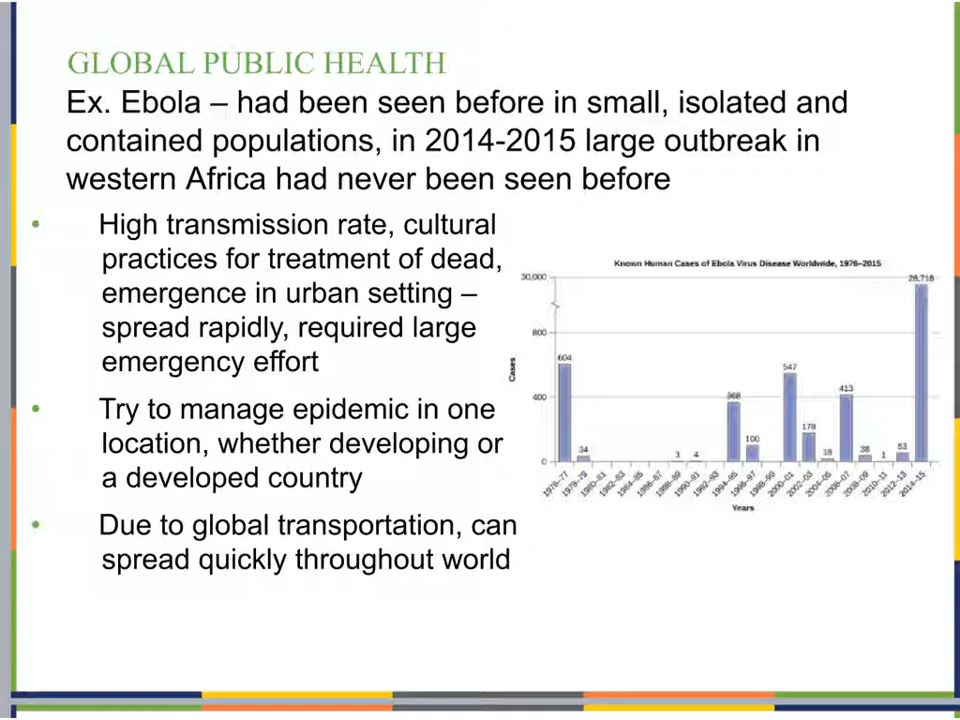 GLOBAL PUBLIC HEALTH
Ex. Ebola – had been seen before in small, isolated and
contained populations, in 2014-2015 large outbreak in
western Africa had never been seen before
• High transmission rate, cultural
practices for treatment of dead,
emergence in urban setting –
spread rapidly, required large
emergency effort
• Try to manage epidemic in one
location, whether developing or
a developed country
• Due to global transportation, can
spread quickly throughout world
Known Human Cases of Ebola Virus Disease Worldwide, 1976–2015
30,000
800
400
0
Cases
604
34
3
4
368
100
547
178
18
413
38
1
53
28,718
1976–77
1978–79
1980–81
1982–83
1984–85
1986–87
1988–89
1990–91
1992–93
1994–95
1996–97
1998–99
2000–01
2002–03
2004–05
2006–07
2008–09
2010–11
2012–13
2014–15
Years